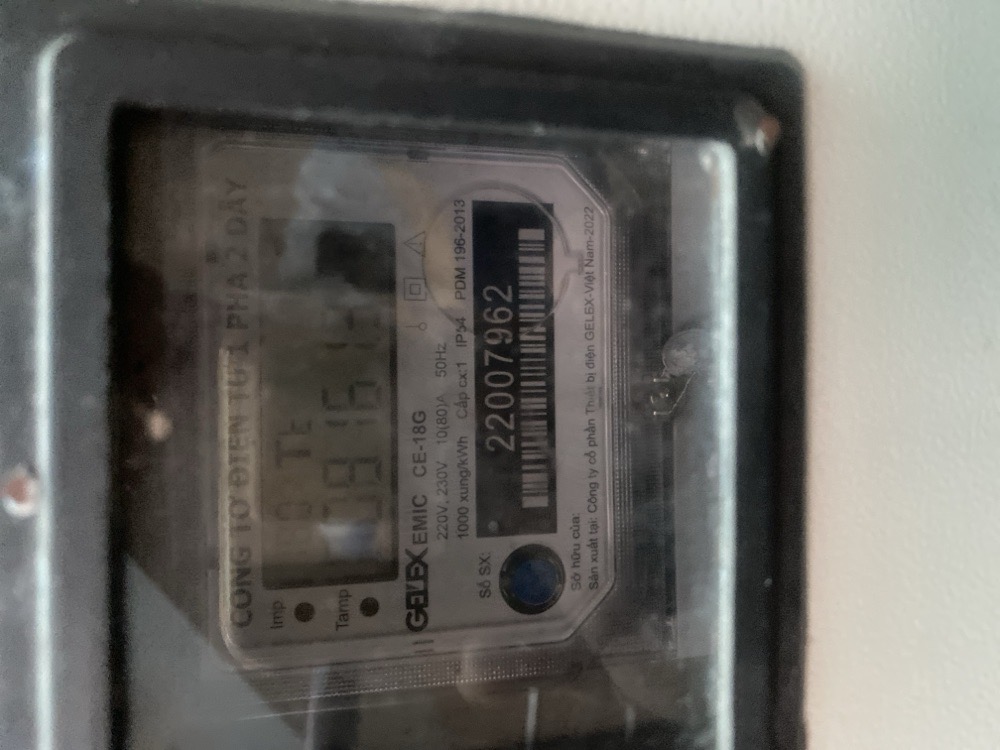 CÔNG TƠ ĐIỆN TỬ 1 PHA 2 DÂY
Imp
Tamp
GELEX EMIC CE-18G
220V, 230V 10(80)A 50Hz
1000 xung/kWh Cấp cx:1 IP54 PDM 196-2013
Số SX:
22007962
Sở hữu của:
Sản xuất tại: Công ty cổ phần Thiết bị điện GELEX-Việt Nam-2022